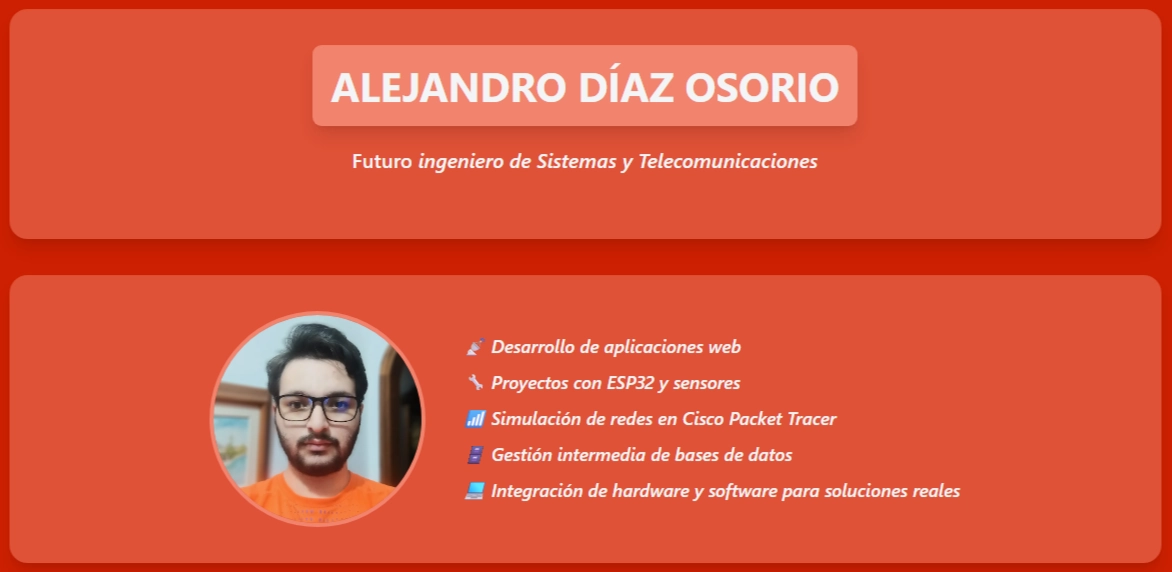 ALEJANDRO DÍAZ OSORIO
Futuro ingeniero de Sistemas y Telecomunicaciones
🚀 Desarrollo de aplicaciones web
🔧 Proyectos con ESP32 y sensores
📶 Simulación de redes en Cisco Packet Tracer
🗄️ Gestión intermedia de bases de datos
💻 Integración de hardware y software para soluciones reales